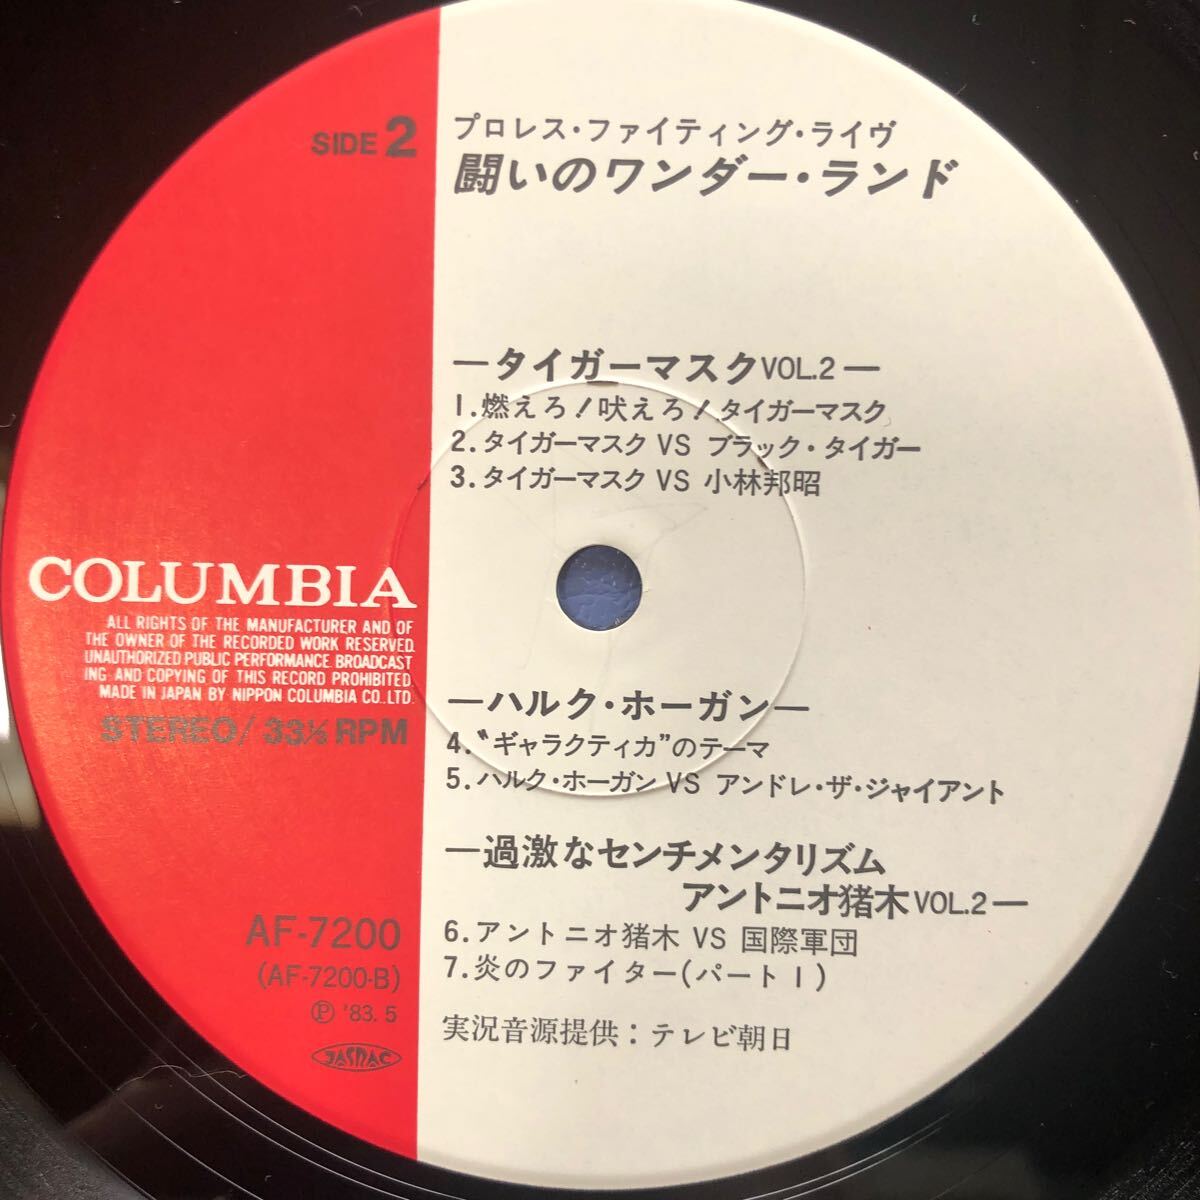 SIDE 2
プロレス・ファイティング・ライヴ
闘いのワンダー・ランド
—タイガーマスクVOL.2—
1.燃えろ!吠えろ!タイガーマスク
2.タイガーマスク VS ブラック・タイガー
3.タイガーマスク VS 小林邦昭
COLUMBIA
ALL RIGHTS OF THE MANUFACTURER AND OF
THE OWNER OF THE RECORDED WORK RESERVED.
UNAUTHORIZED PUBLIC PERFORMANCE. BROADCAST
ING AND COPYING OF THIS RECORD PROHIBITED.
MADE IN JAPAN BY NIPPON COLUMBIA CO., LTD.
STEREO/33⅓RPM
—ハルク・ホーガン—
4.〝ギャラクティカ”のテーマ
5.ハルク・ホーガン VS アンドレ・ザ・ジャイアント
—過激なセンチメンタリズム
アントニオ猪木VOL.2—
6.アントニオ猪木 VS 国際軍団
7.炎のファイター(パートI)
実況音源提供：テレビ朝日
AF-7200
(AF-7200-B)
Ⓟ '83. 5
JASRAC